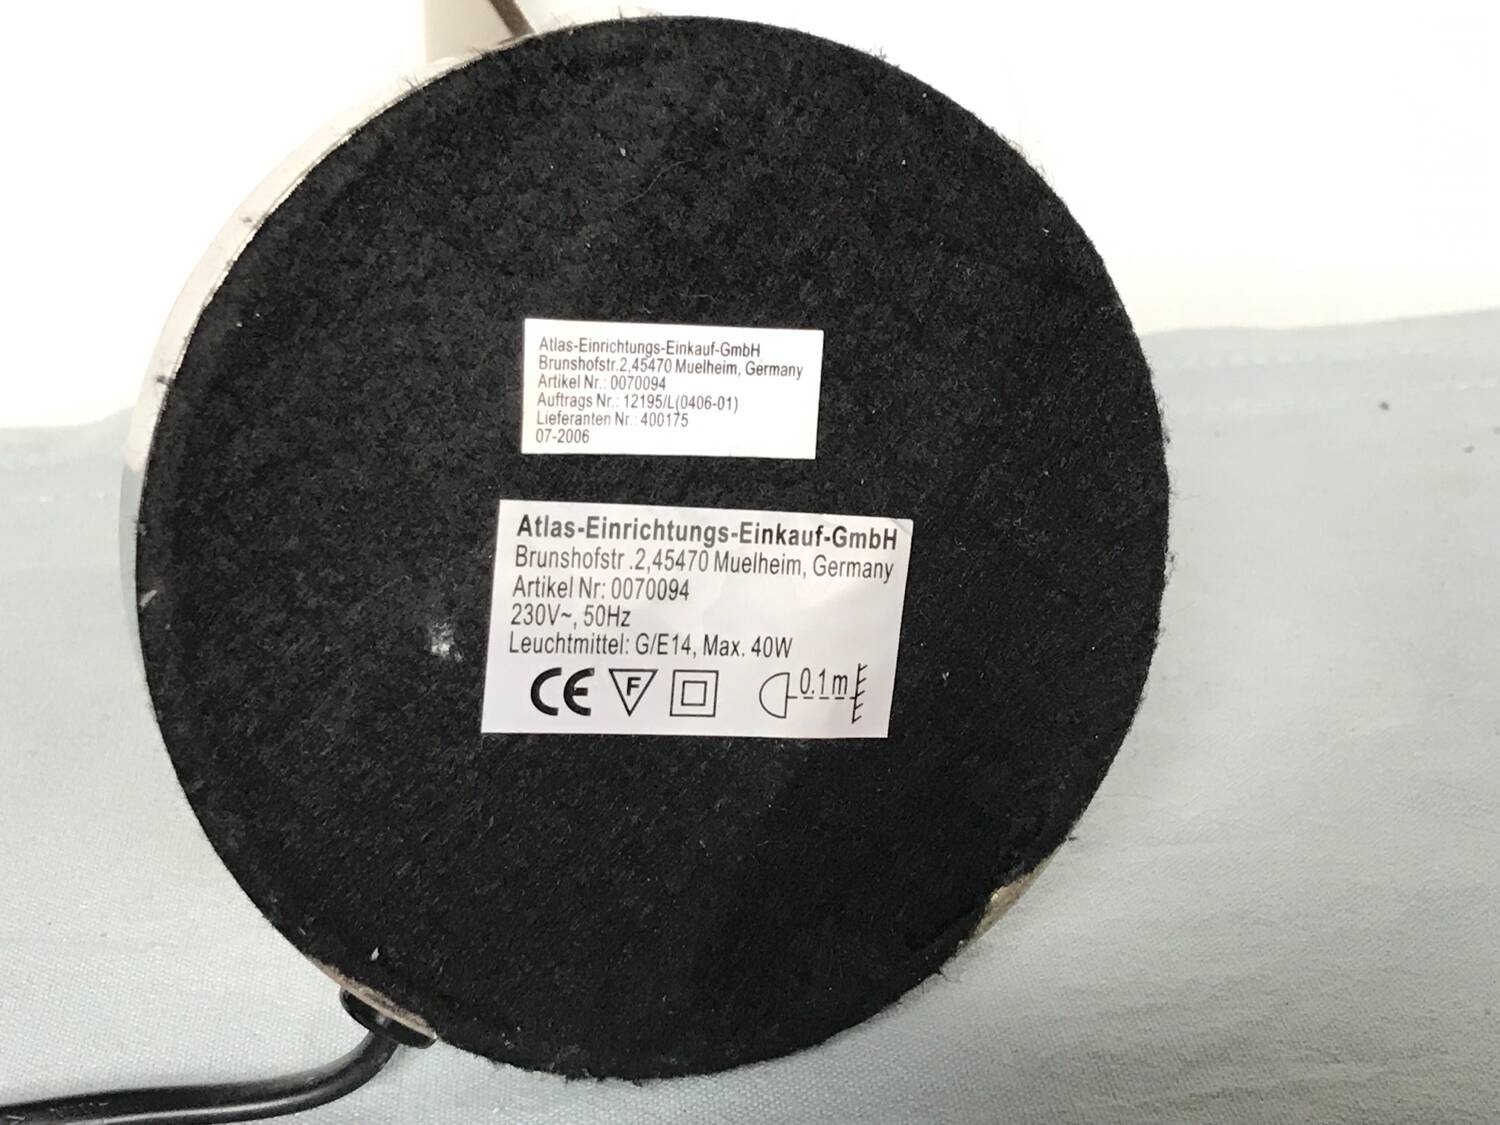 Atlas-Einrichtungs-Einkauf-GmbH
Brunshofstr.2,45470 Muelheim, Germany
Artikel Nr.: 0070094
Auftrags Nr.: 12195/L(0406-01)
Lieferanten Nr.: 400175
07-2006
Atlas-Einrichtungs-Einkauf-GmbH
Brunshofstr .2,45470 Muelheim, Germany
Artikel Nr: 0070094
230V~, 50Hz
Leuchtmittel: G/E14, Max. 40W
CE F 0.1m